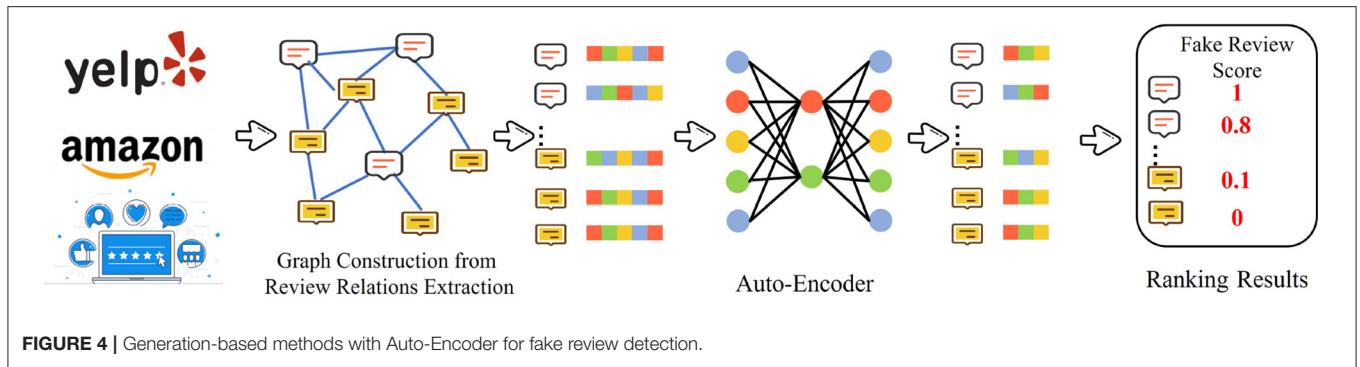 yelp
amazon
Graph Construction from
Review Relations Extraction
Auto-Encoder
Fake Review
Score
1
0.8
0.1
0
Ranking Results
FIGURE 4 | Generation-based methods with Auto-Encoder for fake review detection.